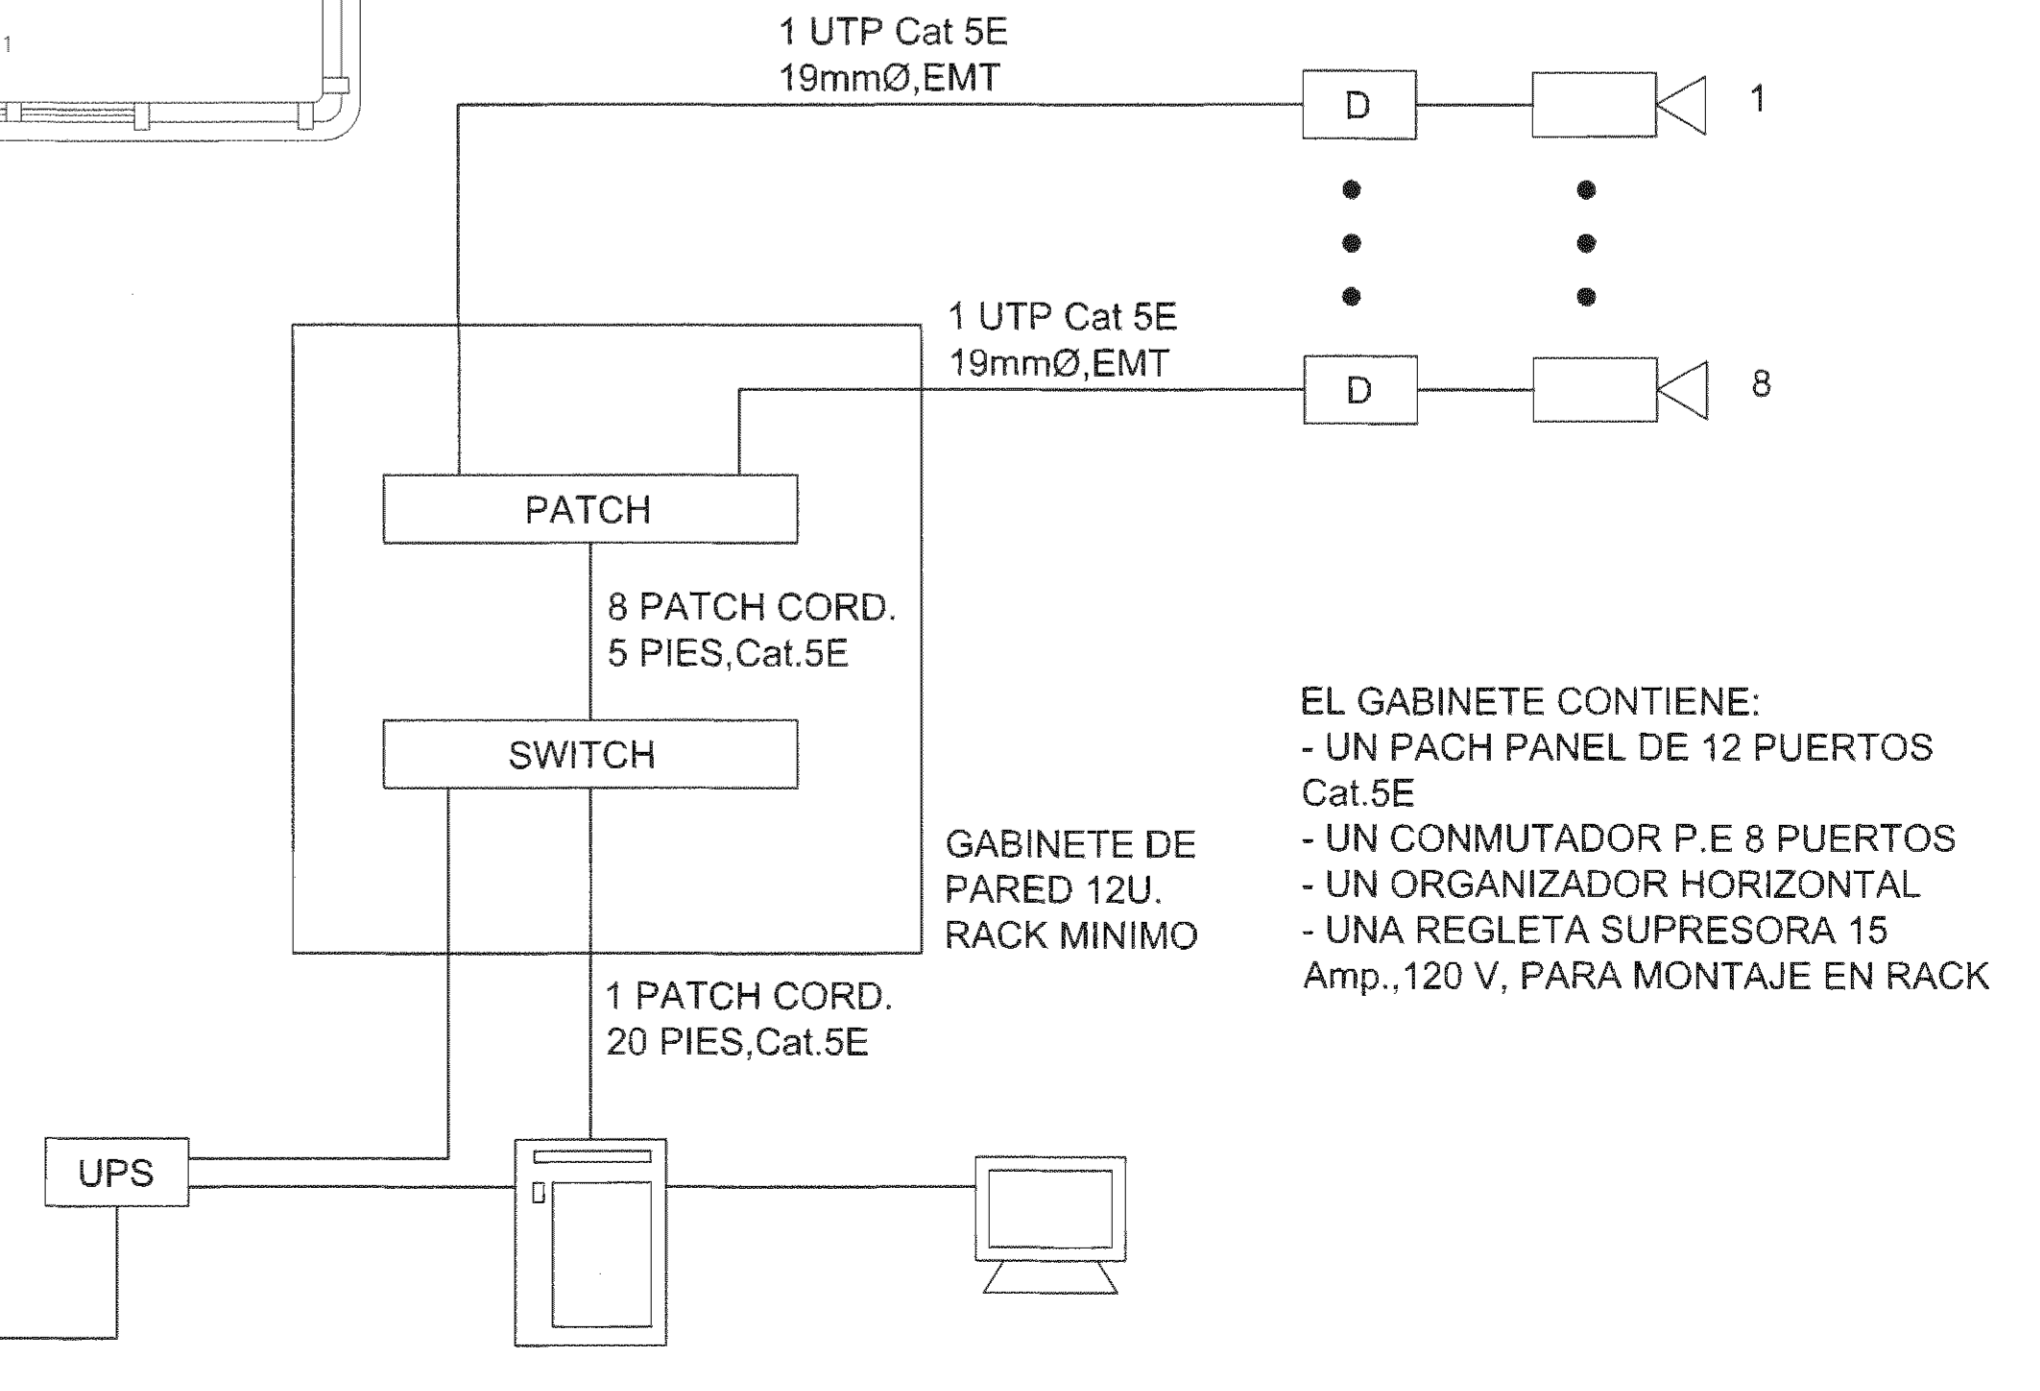 1
1 UTP Cat 5E
19mmØ,EMT
D
1
1 UTP Cat 5E
19mmØ,EMT
D
8
PATCH
8 PATCH CORD.
5 PIES,Cat.5E
SWITCH
GABINETE DE
PARED 12U.
RACK MINIMO
EL GABINETE CONTIENE:
- UN PACH PANEL DE 12 PUERTOS
Cat.5E
- UN CONMUTADOR P.E 8 PUERTOS
- UN ORGANIZADOR HORIZONTAL
- UNA REGLETA SUPRESORA 15
Amp.,120 V, PARA MONTAJE EN RACK
1 PATCH CORD.
20 PIES,Cat.5E
UPS